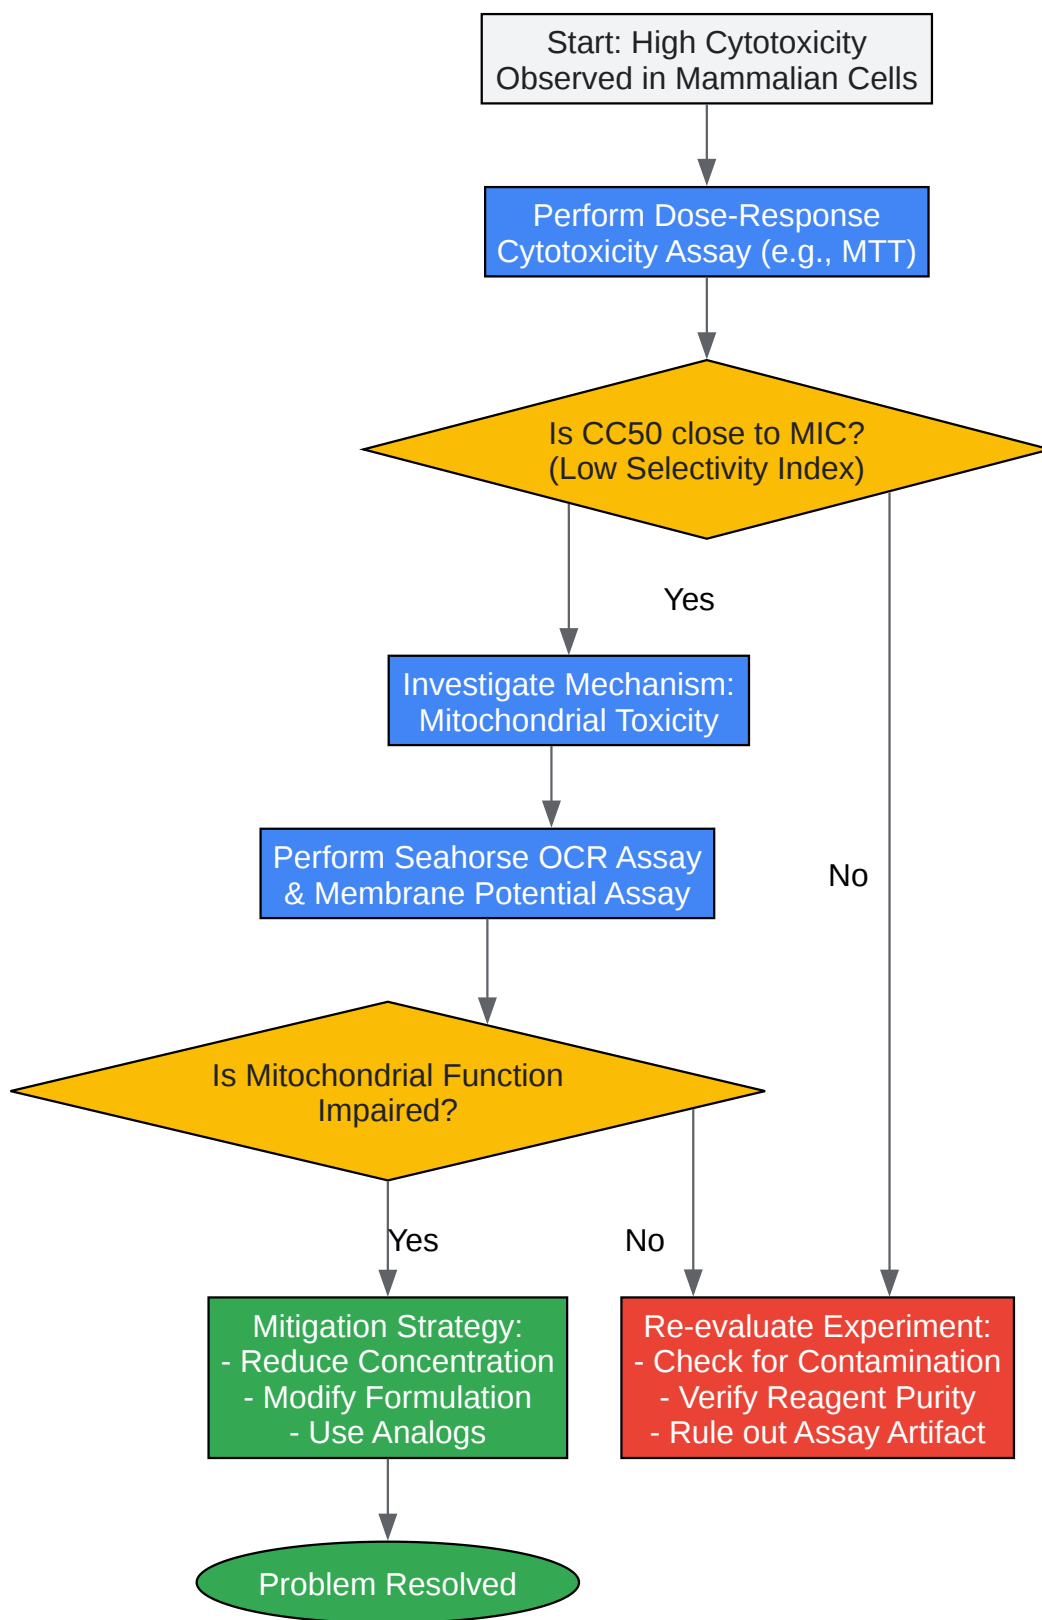 Start: High Cytotoxicity
Observed in Mammalian Cells
Perform Dose-Response
Cytotoxicity Assay (e.g., MTT)
Is CC50 close to MIC?
(Low Selectivity Index)
Yes
Investigate Mechanism:
Mitochondrial Toxicity
Perform Seahorse OCR Assay
& Membrane Potential Assay
No
Is Mitochondrial Function
Impaired?
Yes
No
Mitigation Strategy:
- Reduce Concentration
- Modify Formulation
- Use Analogs
Re-evaluate Experiment:
- Check for Contamination
- Verify Reagent Purity
- Rule out Assay Artifact
Problem Resolved